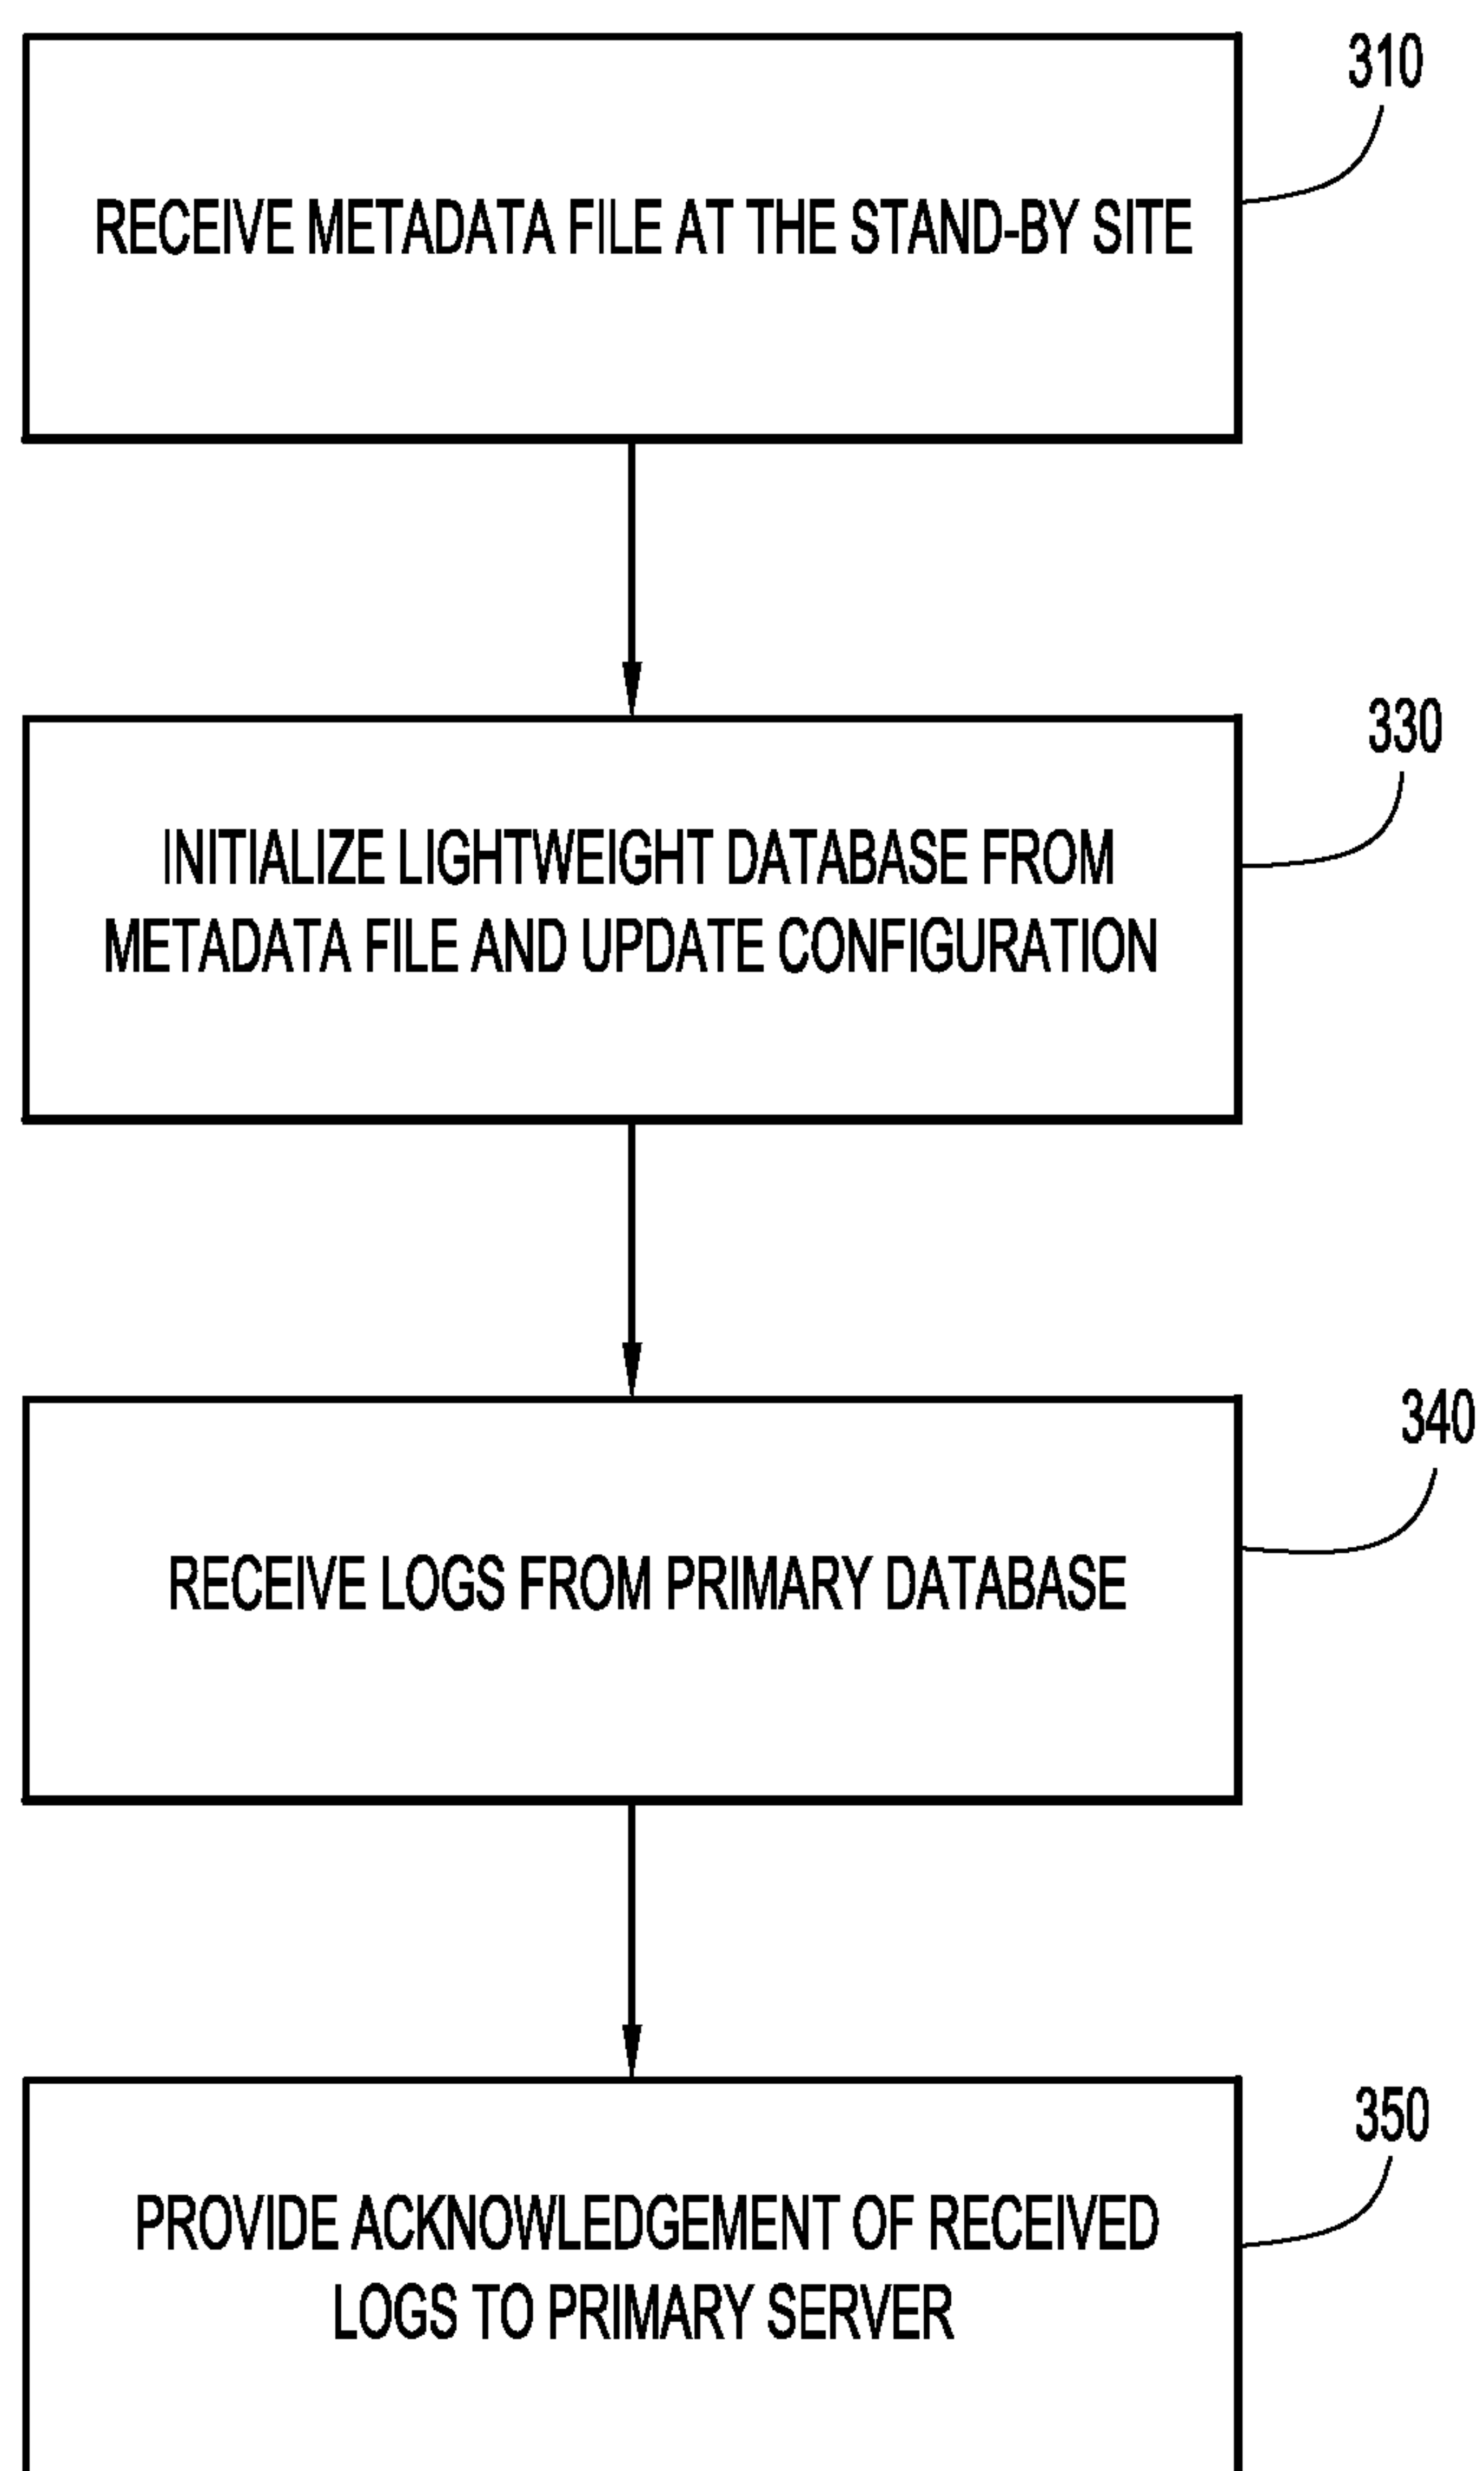 310
RECEIVE METADATA FILE AT THE STAND-BY SITE
330
INITIALIZE LIGHTWEIGHT DATABASE FROM
METADATA FILE AND UPDATE CONFIGURATION
340
RECEIVE LOGS FROM PRIMARY DATABASE
350
PROVIDE ACKNOWLEDGEMENT OF RECEIVED
LOGS TO PRIMARY SERVER